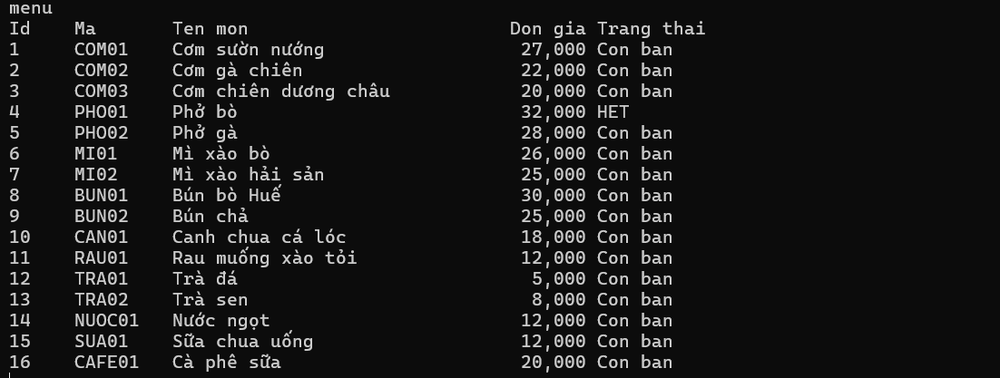 menu
Id Ma Ten mon Don gia Trang thai
1 COM01 Cơm sườn nướng 27,000 Con ban
2 COM02 Cơm gà chiên 22,000 Con ban
3 COM03 Cơm chiên dương châu 20,000 Con ban
4 PHO01 Phở bò 32,000 HET
5 PHO02 Phở gà 28,000 Con ban
6 MI01 Mì xào bò 26,000 Con ban
7 MI02 Mì xào hải sản 25,000 Con ban
8 BUN01 Bún bò Huế 30,000 Con ban
9 BUN02 Bún chả 25,000 Con ban
10 CAN01 Canh chua cá lóc 18,000 Con ban
11 RAU01 Rau muống xào tỏi 12,000 Con ban
12 TRA01 Trà đá 5,000 Con ban
13 TRA02 Trà sen 8,000 Con ban
14 NUOC01 Nước ngọt 12,000 Con ban
15 SUA01 Sữa chua uống 12,000 Con ban
16 CAFE01 Cà phê sữa 20,000 Con ban